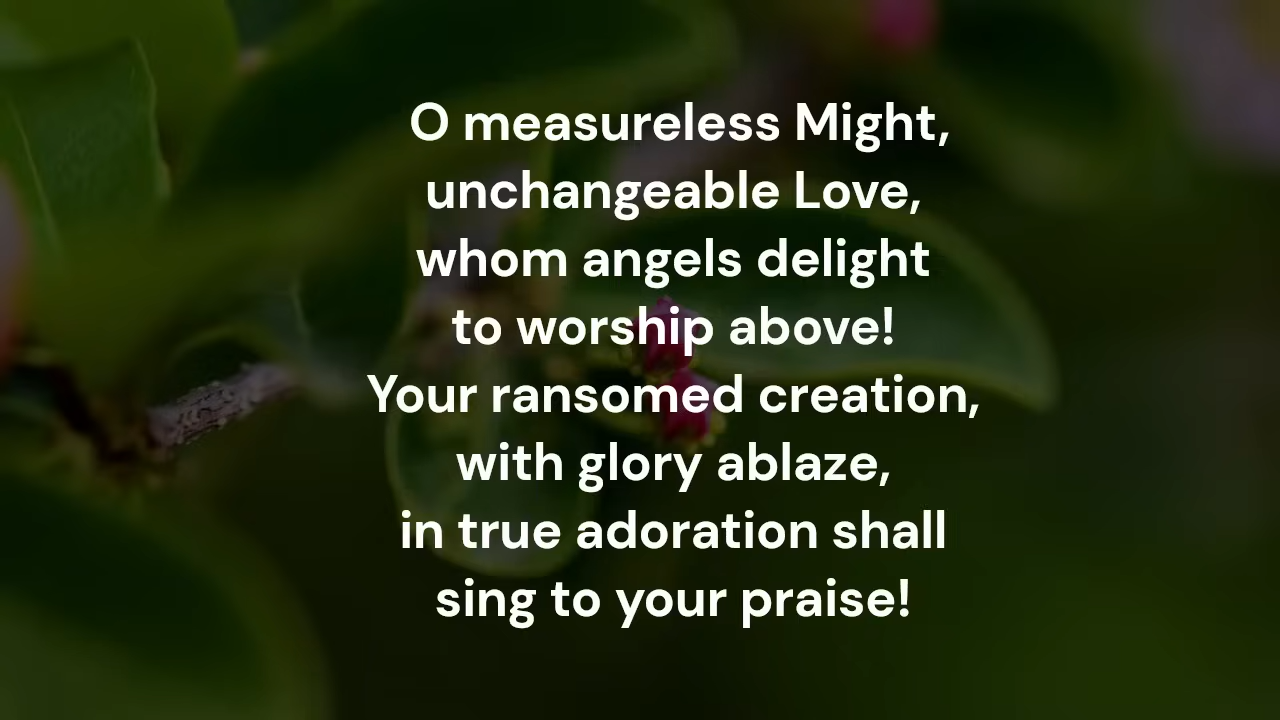 O measureless Might,
unchangeable Love,
whom angels delight
to worship above!
Your ransomed creation,
with glory ablaze,
in true adoration shall
sing to your praise!